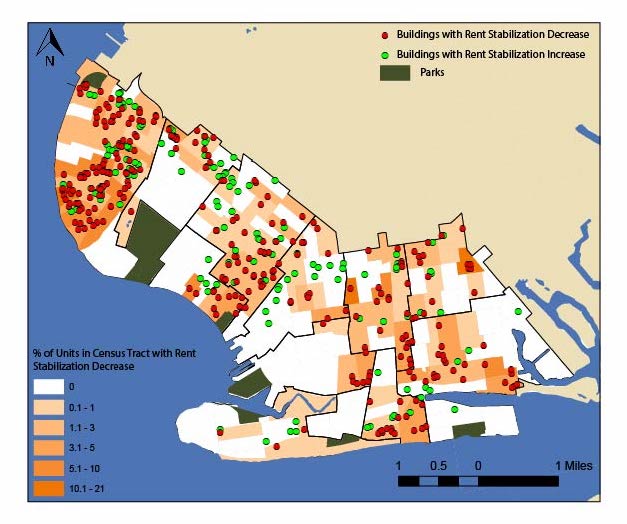 N
Buildings with Rent Stabilization Decrease
Buildings with Rent Stabilization Increase
Parks
% of Units in Census Tract with Rent
Stabilization Decrease
0
0.1 - 1
1.1 - 3
3.1 - 5
5.1 - 10
10.1 - 21
1 0.5 0 1 Miles